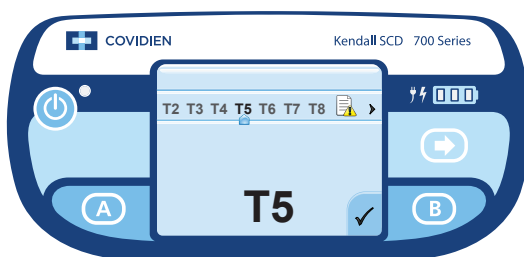 COVIDIEN
Kendall SCD 700 Series
T2 T3 T4 T5 T6 T7 T8 ›
T5
A
B